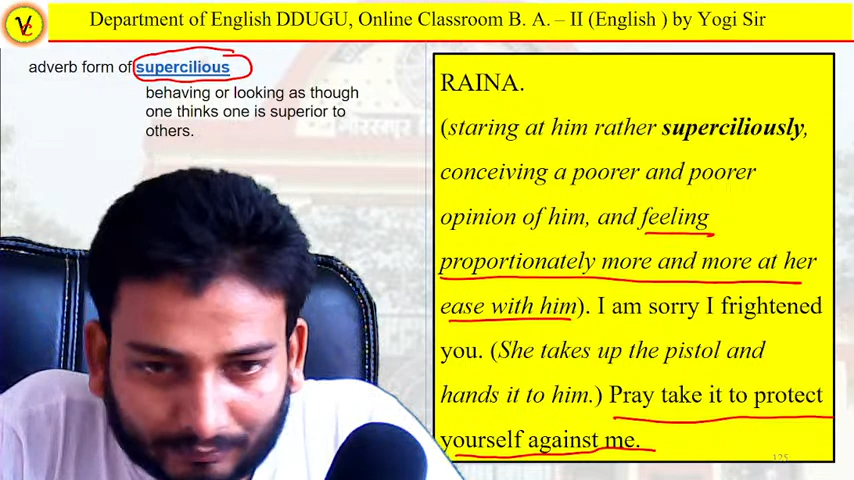 Department of English DDUGU, Online Classroom B. A. – II (English ) by Yogi Sir
adverb form of supercilious
behaving or looking as though
one thinks one is superior to
others.
RAINA.
(staring at him rather superciliously,
conceiving a poorer and poorer
opinion of him, and feeling
proportionately more and more at her
ease with him). I am sorry I frightened
you. (She takes up the pistol and
hands it to him.) Pray take it to protect
yourself against me.
125